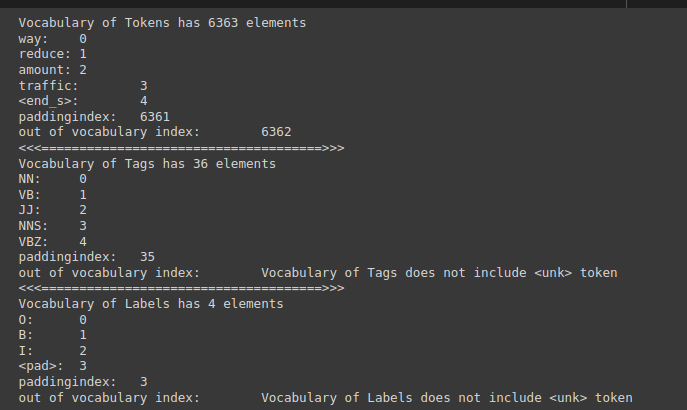 Vocabulary of Tokens has 6363 elements
way:    0
reduce: 1
amount: 2
traffic:        3
<end_s>:        4
paddingindex:   6361
out of vocabulary index:        6362
<<<=====================================>>>
Vocabulary of Tags has 36 elements
NN:     0
VB:     1
JJ:     2
NNS:    3
VBZ:    4
paddingindex:   35
out of vocabulary index:        Vocabulary of Tags does not include <unk> token
<<<=====================================>>>
Vocabulary of Labels has 4 elements
O:      0
B:      1
I:      2
<pad>:  3
paddingindex:   3
out of vocabulary index:        Vocabulary of Labels does not include <unk> token